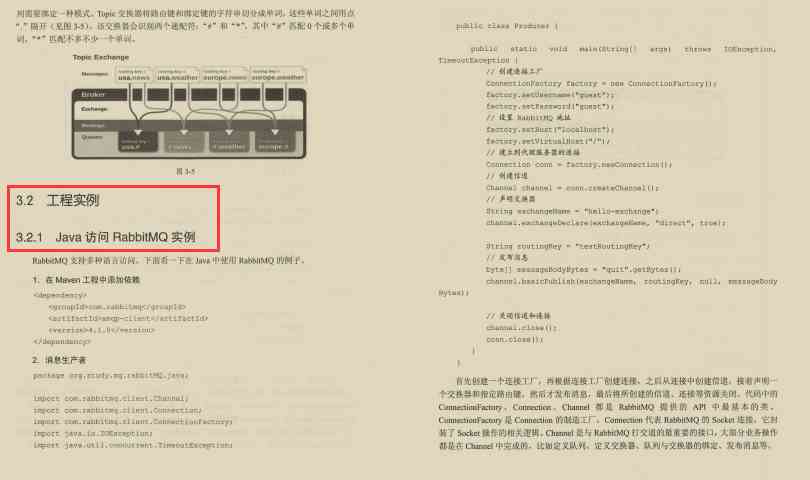 列需要绑定一种模式。Topic 交换器将路由键和绑定键的字符串切分成单词，这些单词之间用点
“.”隔开（见图 3-5）。该交换器会识别两个通配符：“#”和“*”，其中“#”匹配 0 个或多个单
词，“*”匹配不多不少一个单词。
Topic Exchange
Messages
usa.news
usa.weather
europe.news
europe.weather
Broker
Exchange
Bindings
Queues
usa.#
#.news
#.weather
europe.#
图 3-5
3.2 工程实例
3.2.1 Java 访问 RabbitMQ 实例
RabbitMQ 支持多种语言访问。下面看一下在 Java 中使用 RabbitMQ 的例子。
1．在 Maven 工程中添加依赖
<dependency>
<groupId>com.rabbitmq</groupId>
<artifactId>amqp-client</artifactId>
<version>4.1.0</version>
</dependency>
2．消息生产者
package org.study.mq.rabbitMQ.java;
import com.rabbitmq.client.Channel;
import com.rabbitmq.client.Connection;
import com.rabbitmq.client.ConnectionFactory;
import java.io.IOException;
import java.util.concurrent.TimeoutException;
public class Producer {
public static void main(String[] args) throws IOException,
TimeoutException {
// 创建连接工厂
ConnectionFactory factory = new ConnectionFactory();
factory.setUsername("guest");
factory.setPassword("guest");
// 设置 RabbitMQ 地址
factory.setHost("localhost");
factory.setVirtualHost("/");
// 建立到代理服务器的连接
Connection conn = factory.newConnection();
// 创建信道
Channel channel = conn.createChannel();
// 声明交换器
String exchangeName = "hello-exchange";
channel.exchangeDeclare(exchangeName, "direct", true);
String routingKey = "testRoutingKey";
// 发布消息
byte[] messageBodyBytes = "quit".getBytes();
channel.basicPublish(exchangeName, routingKey, null, messageBody
Bytes);
// 关闭信道和连接
channel.close();
conn.close();
}
}
首先创建一个连接工厂，再根据连接工厂创建连接，之后从连接中创建信道，接着声明一
个交换器和指定路由键，然后才发布消息，最后将所创建的信道、连接等资源关闭。代码中的
ConnectionFactory、Connection、Channel 都是 RabbitMQ 提供的 API 中最基本的类。
ConnectionFactory 是 Connection 的制造工厂，Connection 代表 RabbitMQ 的 Socket 连接，它封
装了 Socket 操作的相关逻辑。Channel 是与 RabbitMQ 打交道的最重要的接口，大部分业务操作
都是在 Channel 中完成的，比如定义队列、定义交换器、队列与交换器的绑定、发布消息等。